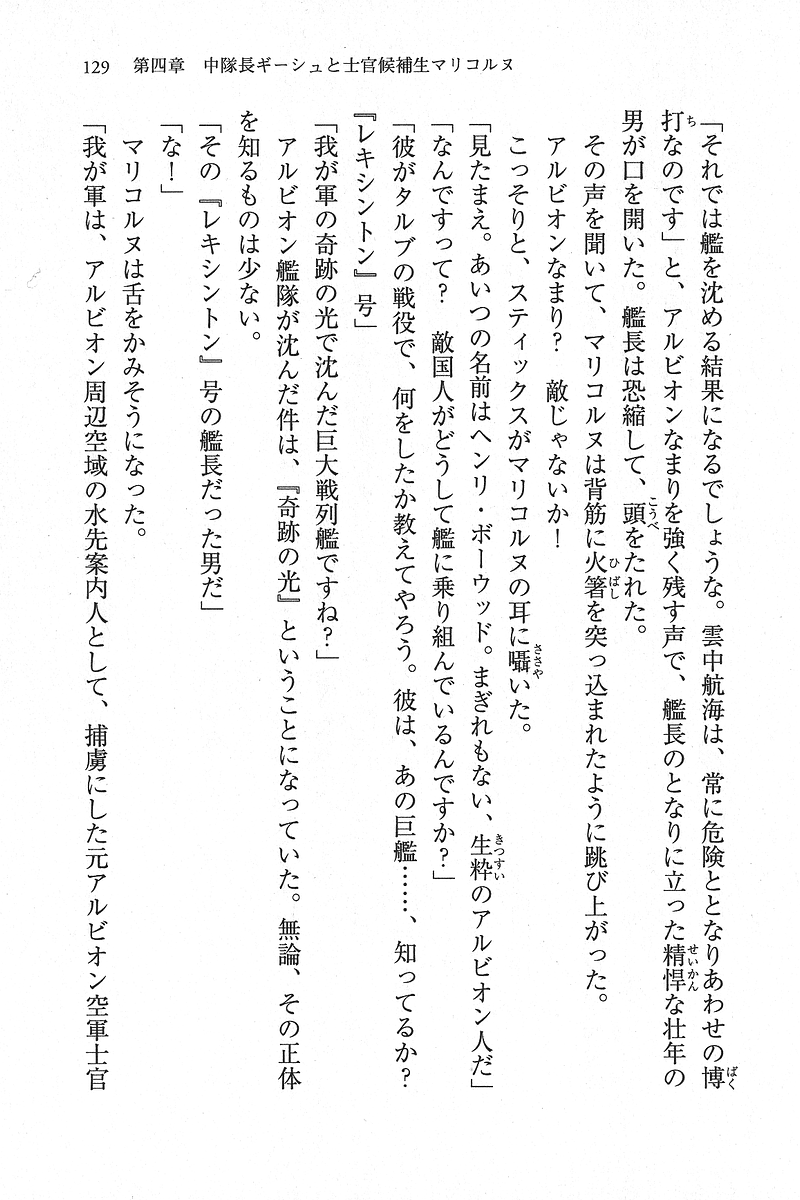 129　第四章　中隊長ギーシュと士官候補生マリコルヌ
「それでは艦を沈める結果になるでしょうな。雲中航海は、常に危険ととなりあわせの博
打なのです」と、アルビオンなまりを強く残す声で、艦長のとなりに立った精悍な壮年の
男が口を開いた。艦長は恐縮して、頭をたれた。
　その声を聞いて、マリコルヌは背筋に火箸を突っ込まれたように跳び上がった。
　アルビオンなまり？　敵じゃないか！
　こっそりと、スティックスがマリコルヌの耳に囁いた。
「見たまえ。あいつの名前はヘンリ・ボーウッド。まぎれもない、生粋のアルビオン人だ」
「なんですって？　敵国人がどうして艦に乗り組んでいるんですか？」
「彼がタルブの戦役で、何をしたか教えてやろう。彼は、あの巨艦……、知ってるか？
『レキシントン』号」
「我が軍の奇跡の光で沈んだ巨大戦列艦ですね？」
　アルビオン艦隊が沈んだ件は、『奇跡の光』ということになっていた。無論、その正体
を知るものは少ない。
「その『レキシントン』号の艦長だった男だ」
「な！」
　マリコルヌは舌をかみそうになった。
「我が軍は、アルビオン周辺空域の水先案内人として、捕虜にした元アルビオン空軍士官